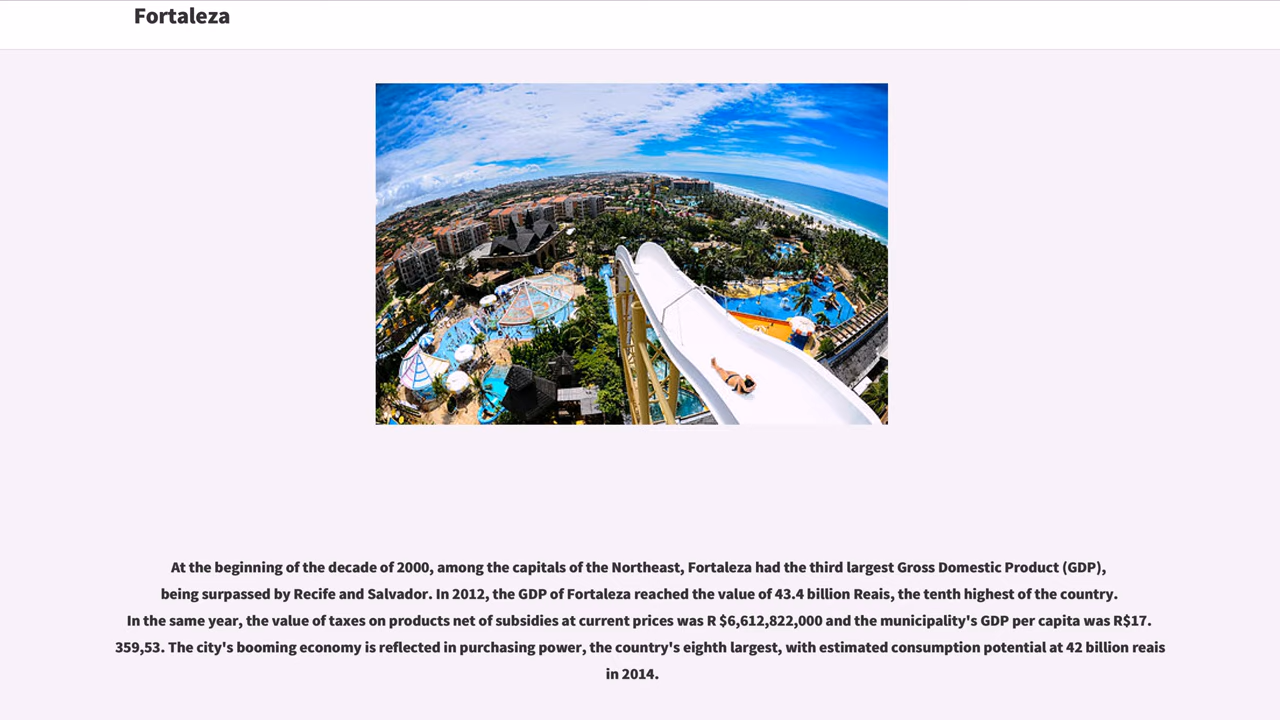 Fortaleza
At the beginning of the decade of 2000, among the capitals of the Northeast, Fortaleza had the third largest Gross Domestic Product (GDP),
being surpassed by Recife and Salvador. In 2012, the GDP of Fortaleza reached the value of 43.4 billion Reais, the tenth highest of the country.
In the same year, the value of taxes on products net of subsidies at current prices was R $6,612,822,000 and the municipality's GDP per capita was R$17.
359,53. The city's booming economy is reflected in purchasing power, the country's eighth largest, with estimated consumption potential at 42 billion reais
in 2014.